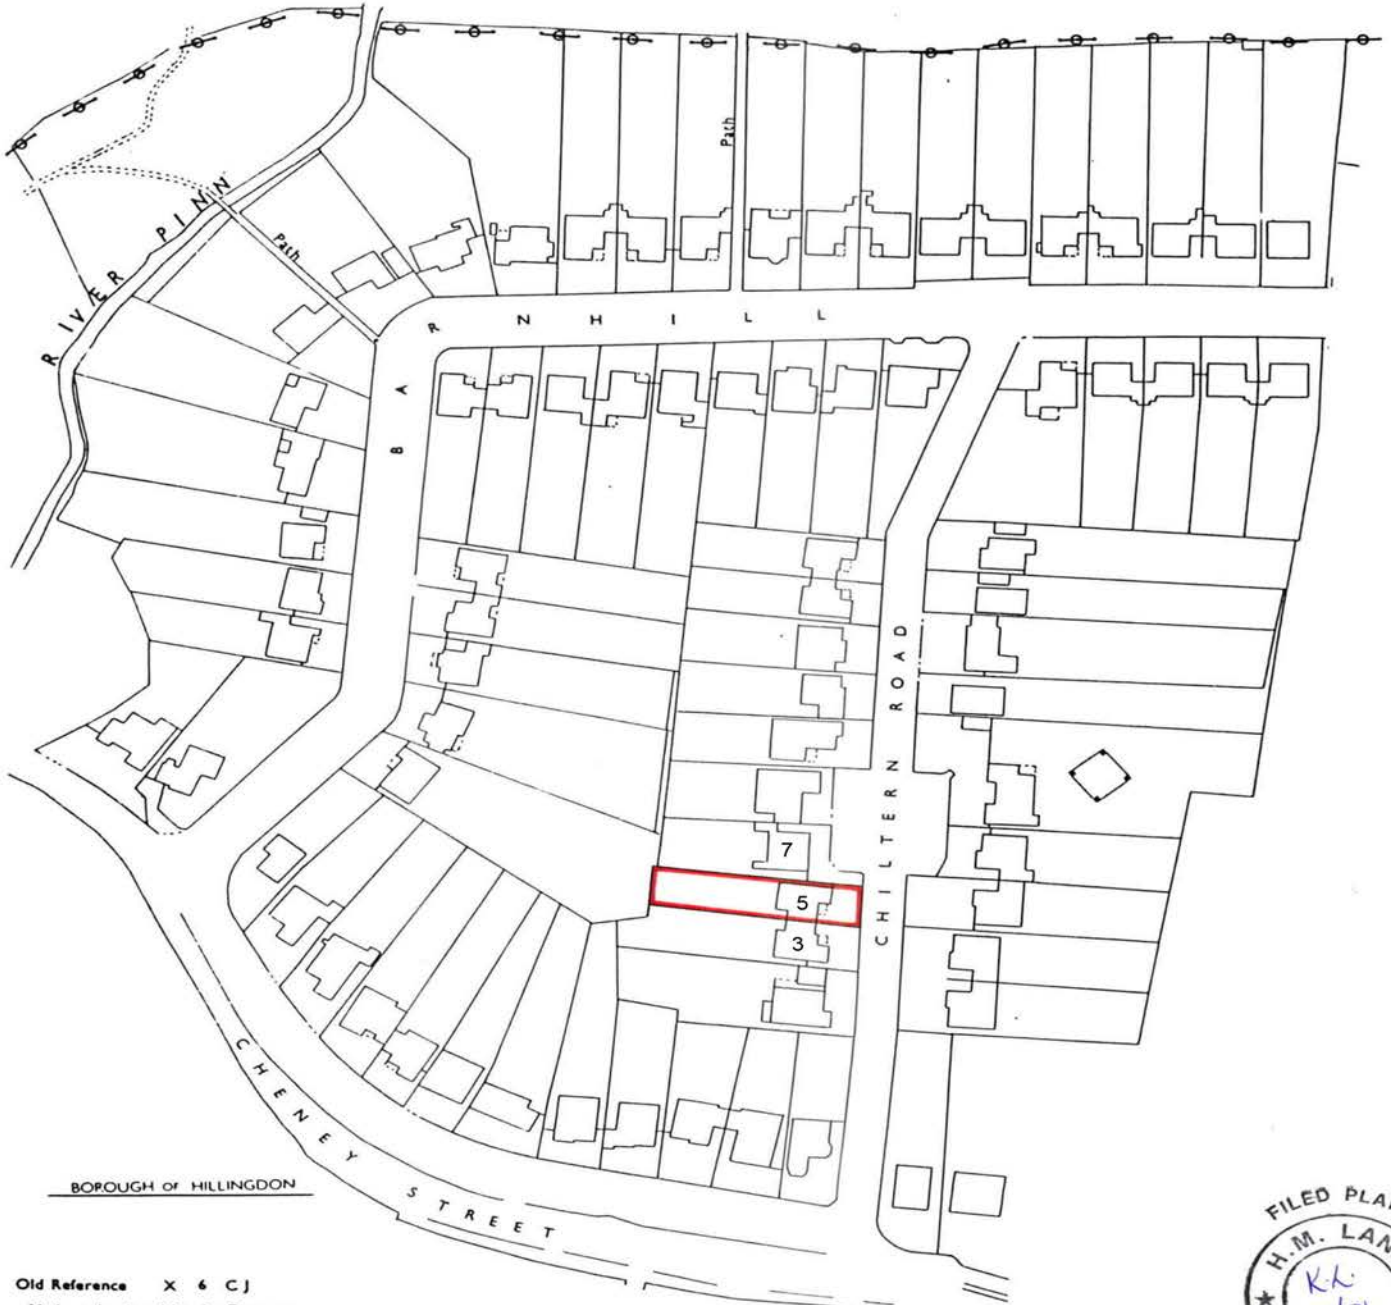 RIVER PINN
Path
Path
BARNHILL
CHILTERN ROAD
7
5
3
CHENEY STREET
BOROUGH OF HILLINGDON
Old Reference X 6 C J
FILED PLA
H.M. LAN
K.L.